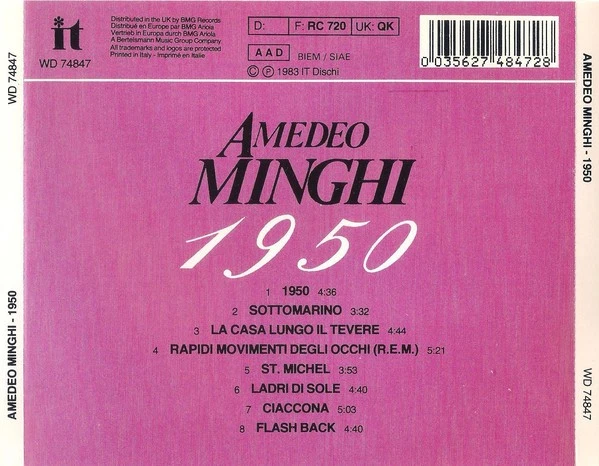 it
WD 74847
Distributed in the UK by BMG Records
Distribué en Europe par BMG Ariola
Vertrieb in Europa durch BMG Ariola
A Bertelsmann Music Group Company
All trademarks and logos are protected
Printed in Italy - Imprimé en Italie
D: F: RC 720 UK: QK
A A D BIEM / SIAE
© ℗ 1983 IT Dischi
0 035627 484728
AMEDEO
MINGHI
1950
1 1950 4:36
2 SOTTOMARINO 3:32
3 LA CASA LUNGO IL TEVERE 4:44
4 RAPIDI MOVIMENTI DEGLI OCCHI (R.E.M.) 5:21
5 ST. MICHEL 3:53
6 LADRI DI SOLE 4:40
7 CIACCONA 5:03
8 FLASH BACK 4:40
WD 74847
AMEDEO MINGHI - 1950
AMEDEO MINGHI - 1950
WD 74847